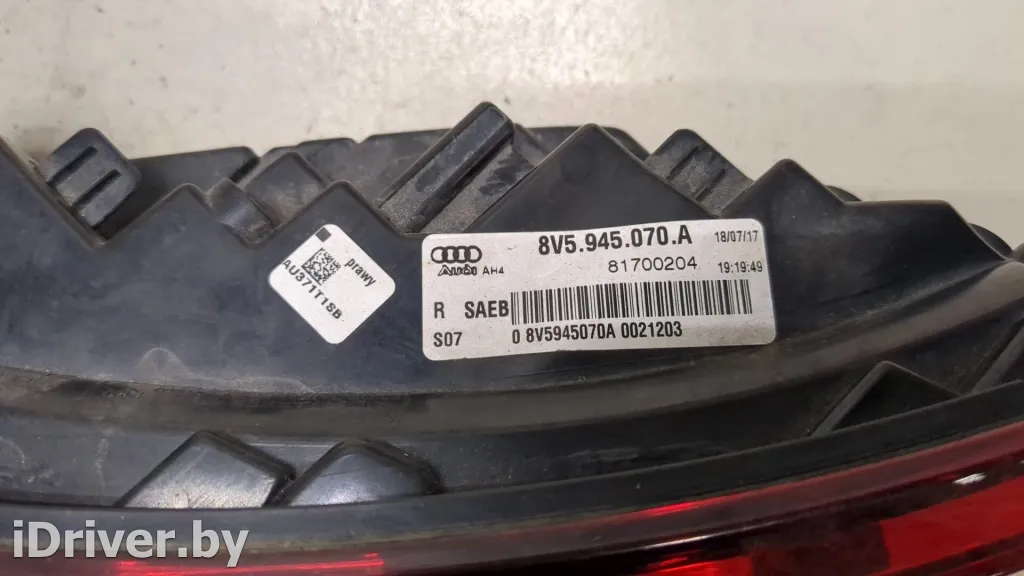 8V5.945.070.A 18/07/17
Audi AH4 81700204 19:19:49
R SAEB
S07 0 8V5945070A 0021203
prawy
AU371T1SB
iDriver.by